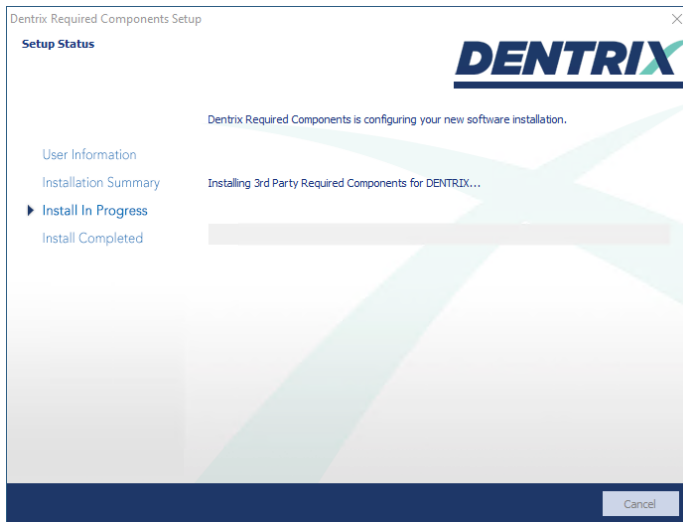 Dentrix Required Components Setup
Setup Status
DENTRIX
Dentrix Required Components is configuring your new software installation.
User Information
Installation Summary
Installing 3rd Party Required Components for DENTRIX...
Install In Progress
Install Completed
Cancel